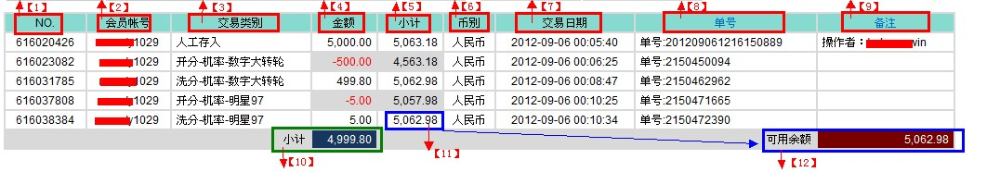 【1】 【2】 【3】 【4】 【5】 【6】 【7】 【8】 【9】
NO. 会员帐号 交易类别 金额 小计 币别 交易日期 单号 备注
616020426 1029 人工存入 5,000.00 5,063.18 人民币 2012-09-06 00:05:40 单号:201209061216150889 操作者: win
616023082 1029 开分-机率-数字大转轮 -500.00 4,563.18 人民币 2012-09-06 00:06:25 单号:2150450094
616031785 1029 洗分-机率-数字大转轮 499.80 5,062.98 人民币 2012-09-06 00:08:47 单号:2150462962
616037808 1029 开分-机率-明星97 -5.00 5,057.98 人民币 2012-09-06 00:10:25 单号:2150471665
616038384 1029 洗分-机率-明星97 5.00 5,062.98 人民币 2012-09-06 00:10:34 单号:2150472390
小计 4,999.80 可用余额 5,062.98
【10】 【11】 【12】